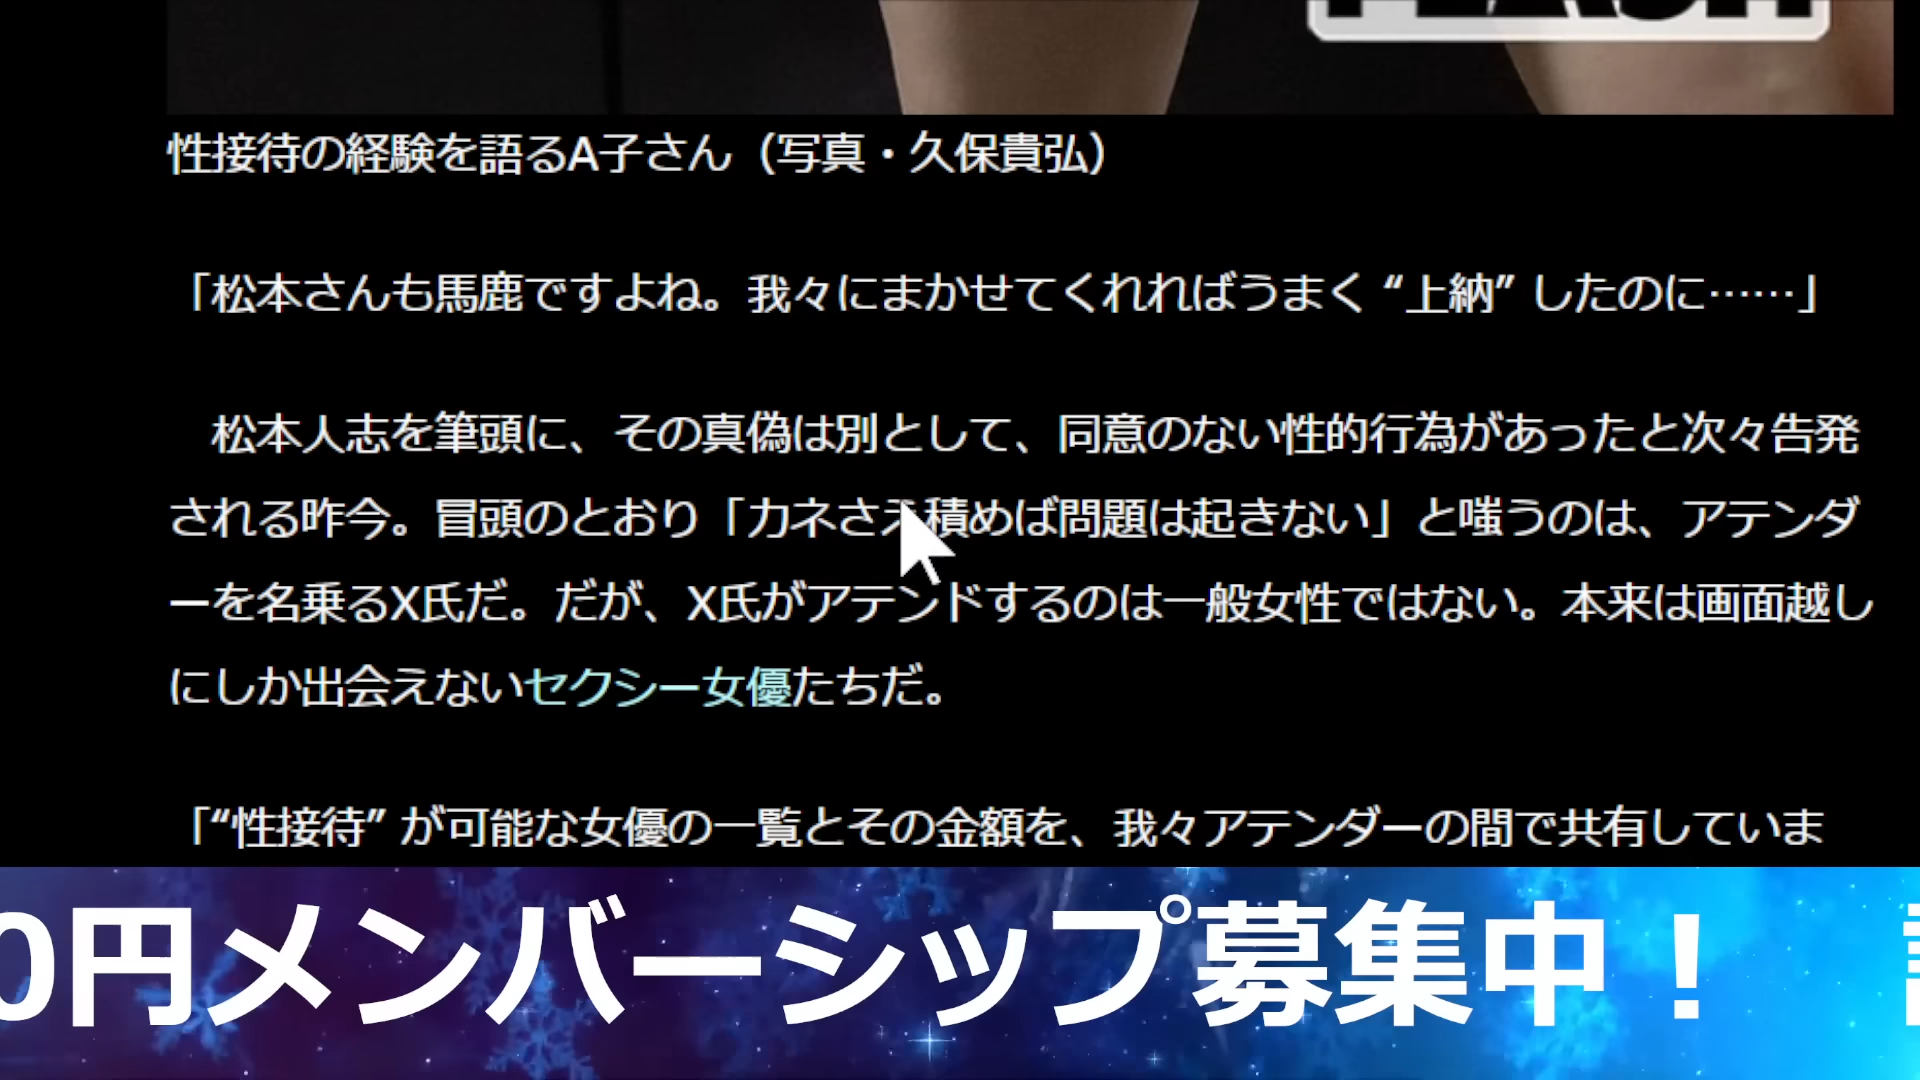 性接待の経験を語るA子さん（写真・久保貴弘）
「松本さんも馬鹿ですよね。我々にまかせてくれればうまく “上納” したのに……」
松本人志を筆頭に、その真偽は別として、同意のない性的行為があったと次々告発
される昨今。冒頭のとおり「カネさえ積めば問題は起きない」と嗤うのは、アテンダ
ーを名乗るX氏だ。だが、X氏がアテンドするのは一般女性ではない。本来は画面越し
にしか出会えないセクシー女優たちだ。
「“性接待” が可能な女優の一覧とその金額を、我々アテンダーの間で共有していま
0円メンバーシップ募集中！